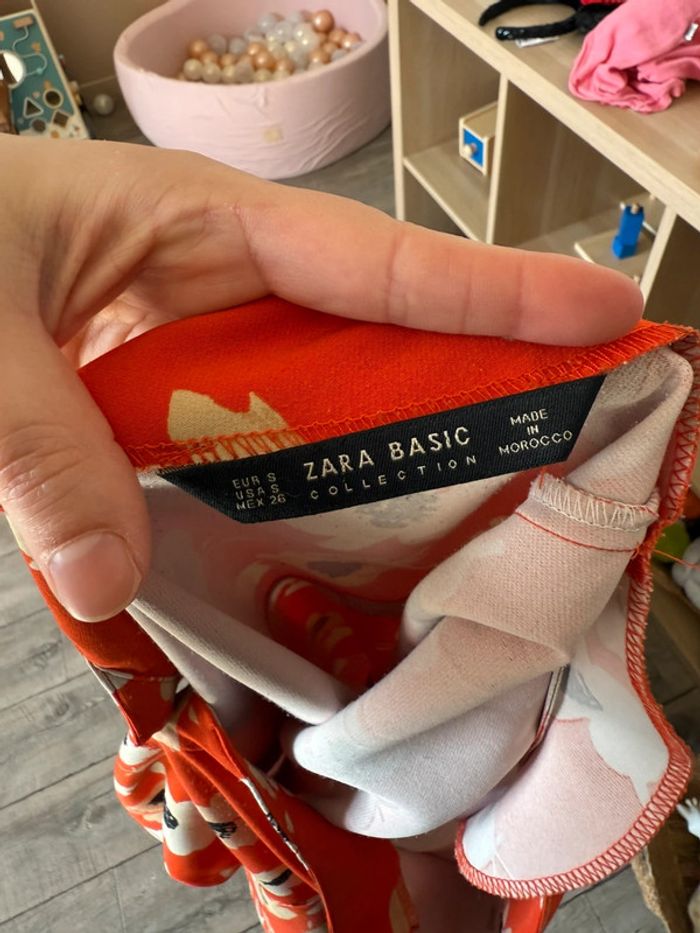 EUR S
USA S
MEX 26
ZARA BASIC
COLLECTION
MADE
IN
MOROCCO